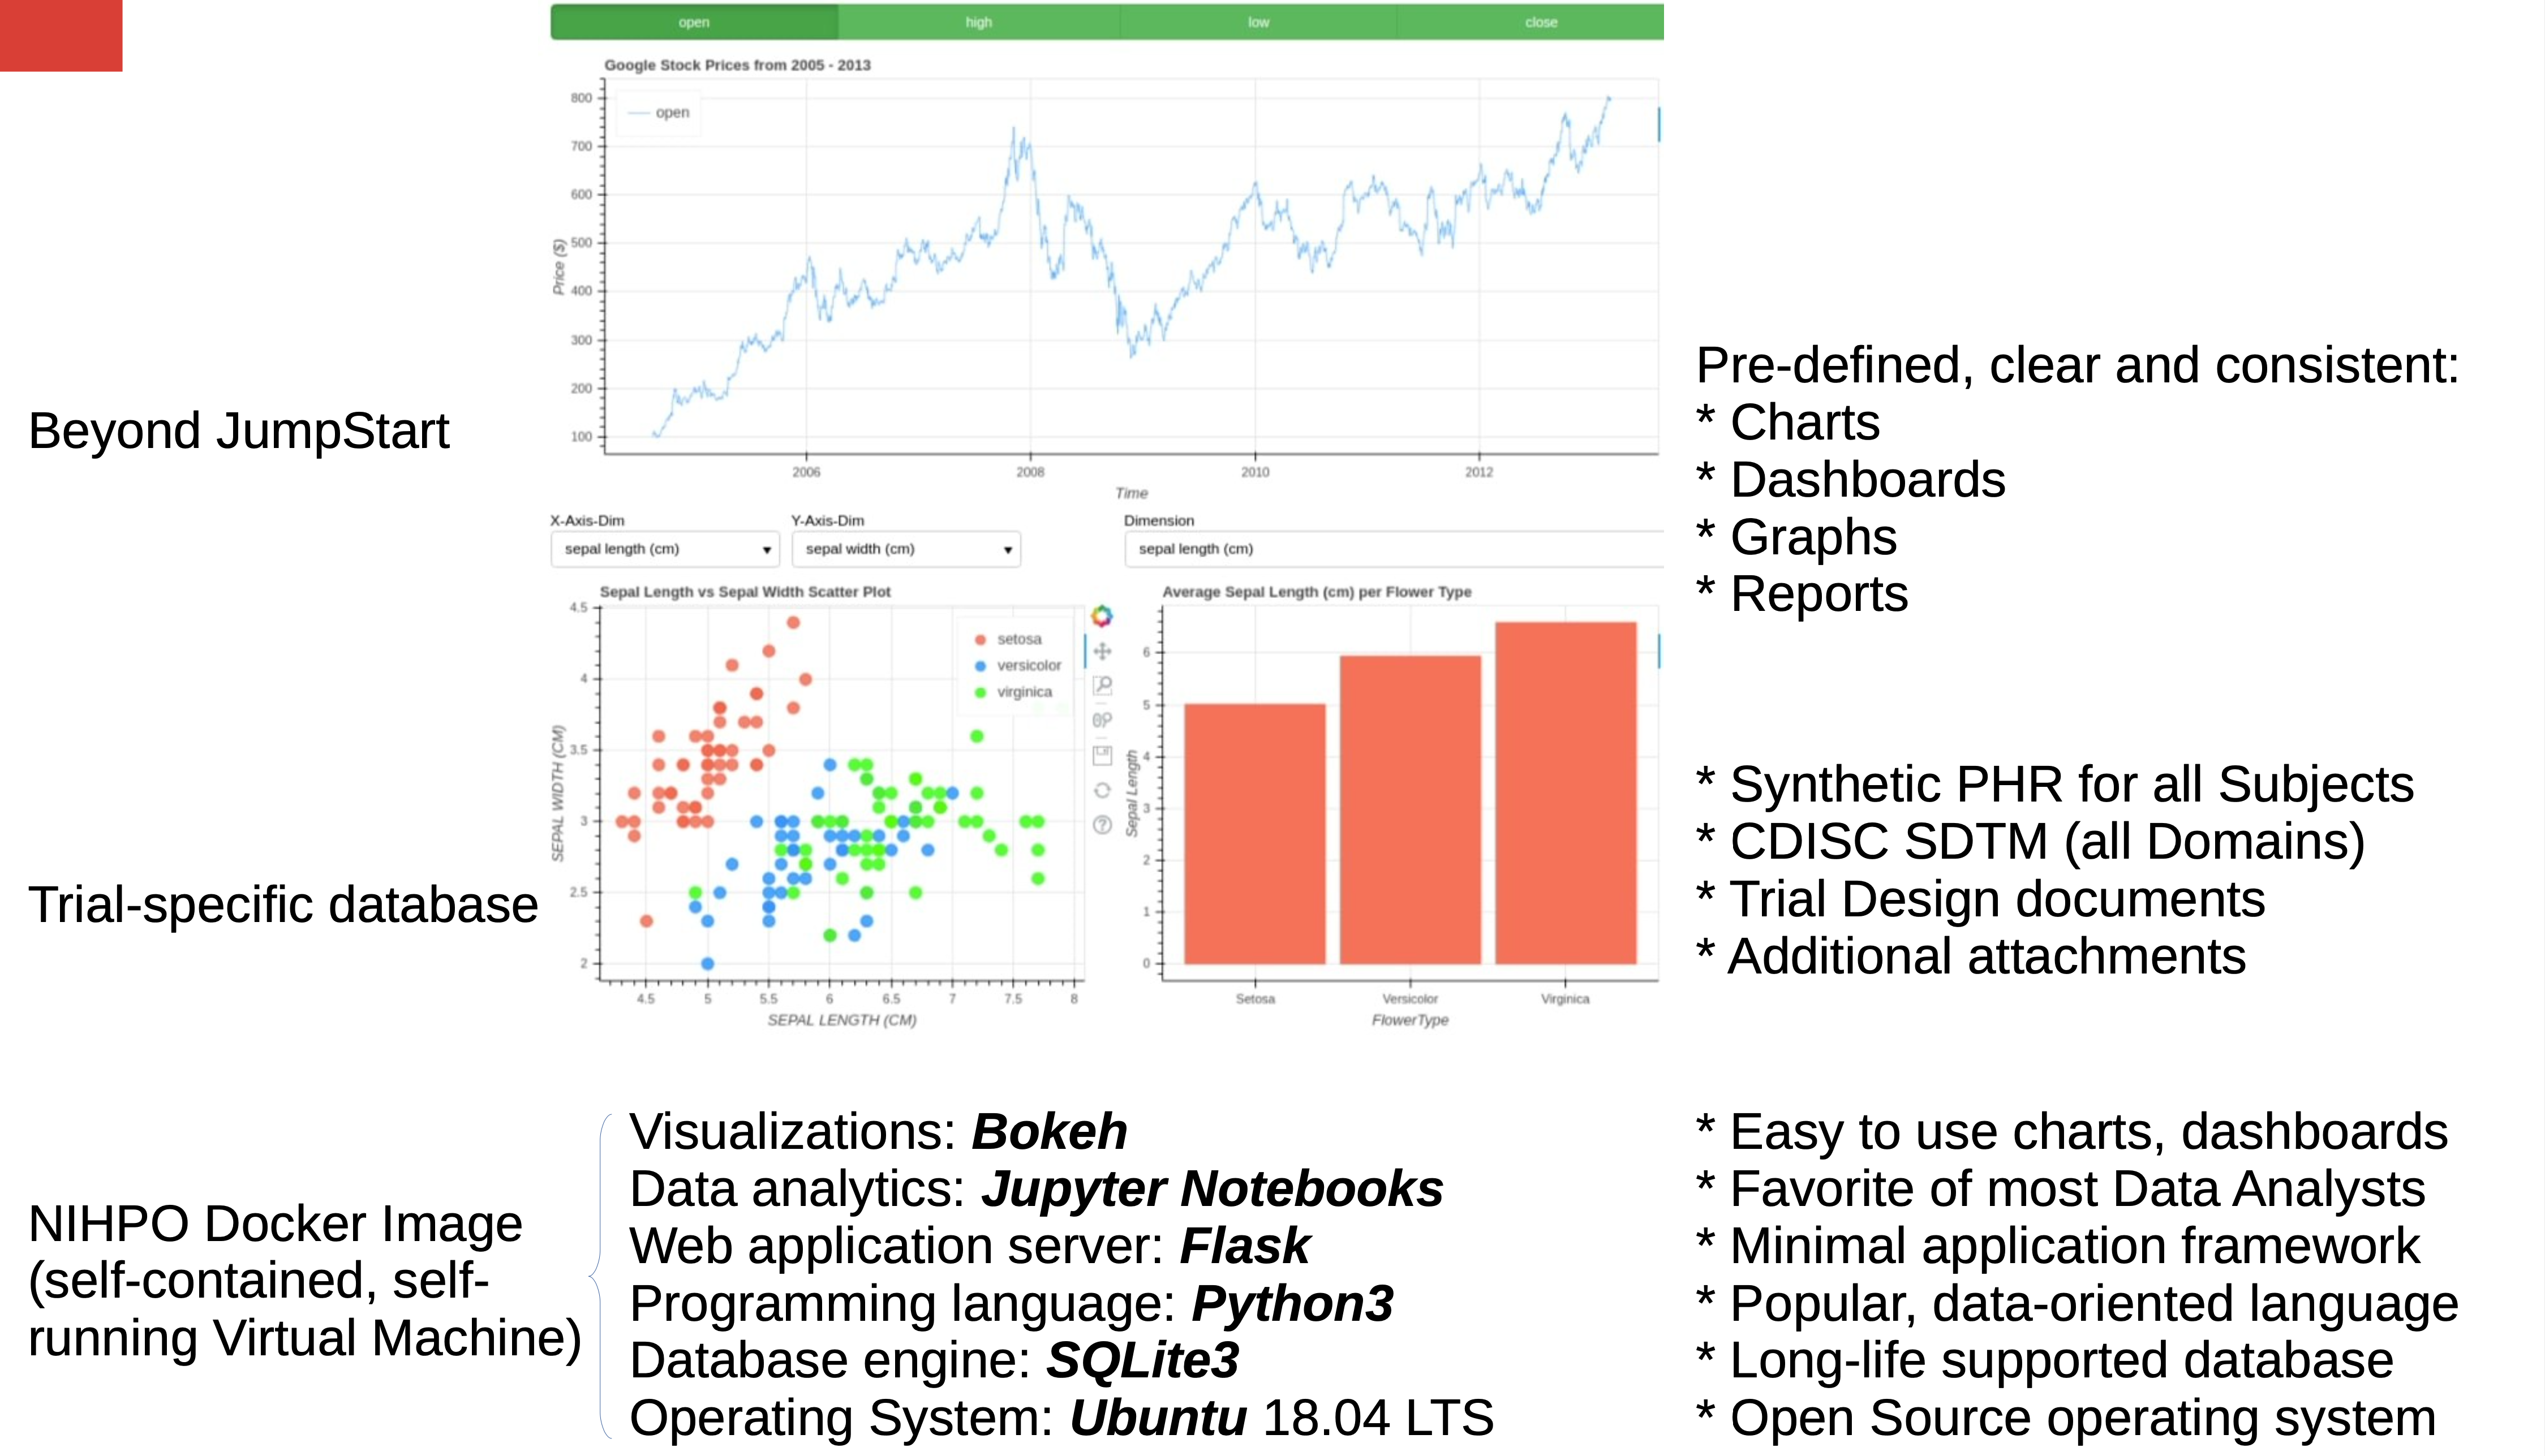 open high low close
Google Stock Prices from 2005 - 2013
open
800
700
600
500
400
300
200
100
Price ($)
2006 2008 2010 2012
Time
Beyond JumpStart
Pre-defined, clear and consistent:
* Charts
* Dashboards
* Graphs
* Reports
X-Axis-Dim Y-Axis-Dim Dimension
sepal length (cm) sepal width (cm) sepal length (cm)
Sepal Length vs Sepal Width Scatter Plot
setosa
versicolor
virginica
4.5
4
3.5
3
2.5
2
SEPAL WIDTH (CM)
4.5 5 5.5 6 6.5 7 7.5 8
SEPAL LENGTH (CM)
Average Sepal Length (cm) per Flower Type
6
5
4
3
2
1
0
Sepal Length
Setosa Versicolor Virginica
FlowerType
Trial-specific database
* Synthetic PHR for all Subjects
* CDISC SDTM (all Domains)
* Trial Design documents
* Additional attachments
NIHPO Docker Image
(self-contained, self-
running Virtual Machine)
Visualizations: Bokeh
Data analytics: Jupyter Notebooks
Web application server: Flask
Programming language: Python3
Database engine: SQLite3
Operating System: Ubuntu 18.04 LTS
* Easy to use charts, dashboards
* Favorite of most Data Analysts
* Minimal application framework
* Popular, data-oriented language
* Long-life supported database
* Open Source operating system